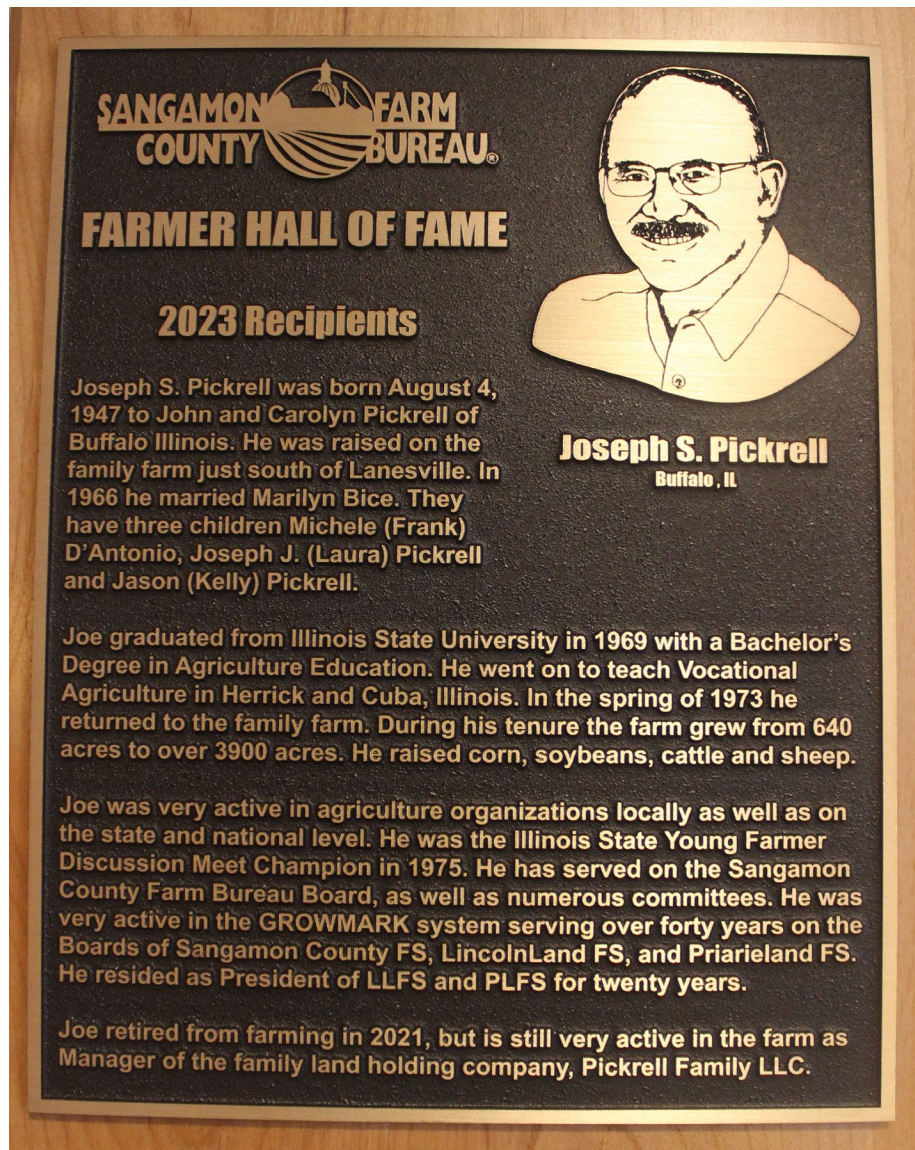 SANGAMON FARM
COUNTY BUREAU®
FARMER HALL OF FAME
2023 Recipients
Joseph S. Pickrell was born August 4,
1947 to John and Carolyn Pickrell of
Buffalo Illinois. He was raised on the
family farm just south of Lanesville. In
1966 he married Marilyn Bice. They
have three children Michele (Frank)
D'Antonio, Joseph J. (Laura) Pickrell
and Jason (Kelly) Pickrell.
Joseph S. Pickrell
Buffalo , IL
Joe graduated from Illinois State University in 1969 with a Bachelor's
Degree in Agriculture Education. He went on to teach Vocational
Agriculture in Herrick and Cuba, Illinois. In the spring of 1973 he
returned to the family farm. During his tenure the farm grew from 640
acres to over 3900 acres. He raised corn, soybeans, cattle and sheep.
Joe was very active in agriculture organizations locally as well as on
the state and national level. He was the Illinois State Young Farmer
Discussion Meet Champion in 1975. He has served on the Sangamon
County Farm Bureau Board, as well as numerous committees. He was
very active in the GROWMARK system serving over forty years on the
Boards of Sangamon County FS, LincolnLand FS, and Priarieland FS.
He resided as President of LLFS and PLFS for twenty years.
Joe retired from farming in 2021, but is still very active in the farm as
Manager of the family land holding company, Pickrell Family LLC.